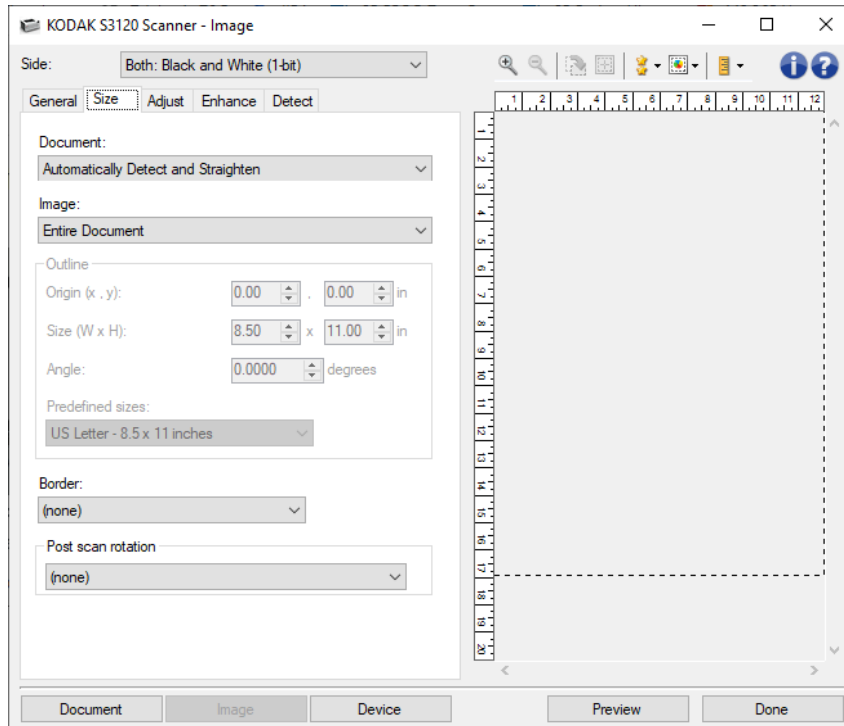 KODAK S3120 Scanner - Image
Side: Both: Black and White (1-bit)
General Size Adjust Enhance Detect
Document:
Automatically Detect and Straighten
Image:
Entire Document
Outline
Origin (x , y): 0.00 , 0.00 in
Size (W x H): 8.50 x 11.00 in
Angle: 0.0000 degrees
Predefined sizes:
US Letter - 8.5 x 11 inches
Border:
(none)
Post scan rotation
(none)
1 2 3 4 5 6 7 8 9 10 11 12
1
2
3
4
5
6
7
8
9
10
11
12
13
14
15
16
17
18
19
20
Document Image Device Preview Done